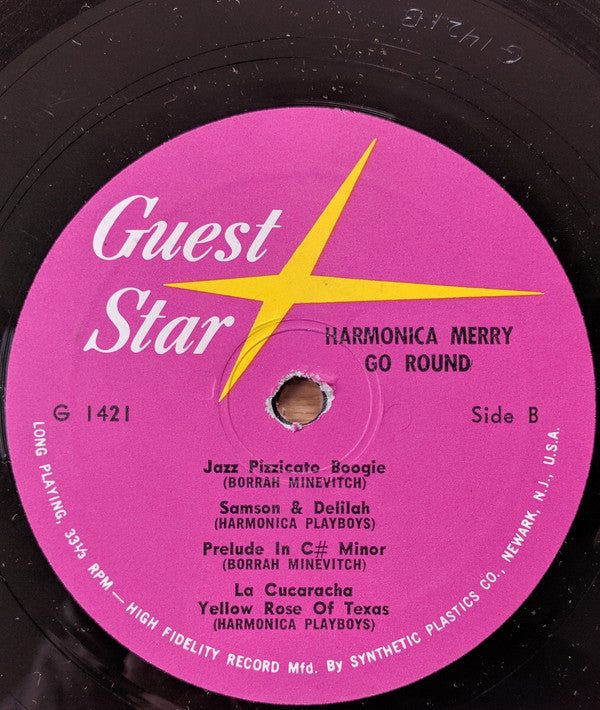 G1421B
Guest
Star
HARMONICA MERRY
GO ROUND
G 1421
Side B
Jazz Pizzicato Boogie
(BORRAH MINEVITCH)
Samson & Delilah
(HARMONICA PLAYBOYS)
Prelude In C# Minor
(BORRAH MINEVITCH)
La Cucaracha
Yellow Rose Of Texas
(HARMONICA PLAYBOYS)
LONG PLAYING, 33⅓ RPM — HIGH FIDELITY RECORD Mfd. By SYNTHETIC PLASTICS CO., NEWARK, N.J., U.S.A.